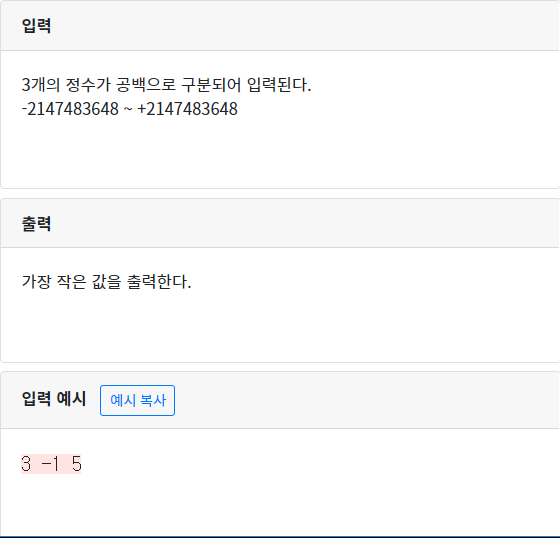 입력
3개의 정수가 공백으로 구분되어 입력된다.
-2147483648 ~ +2147483648
출력
가장 작은 값을 출력한다.
입력 예시 예시 복사
3 -1 5